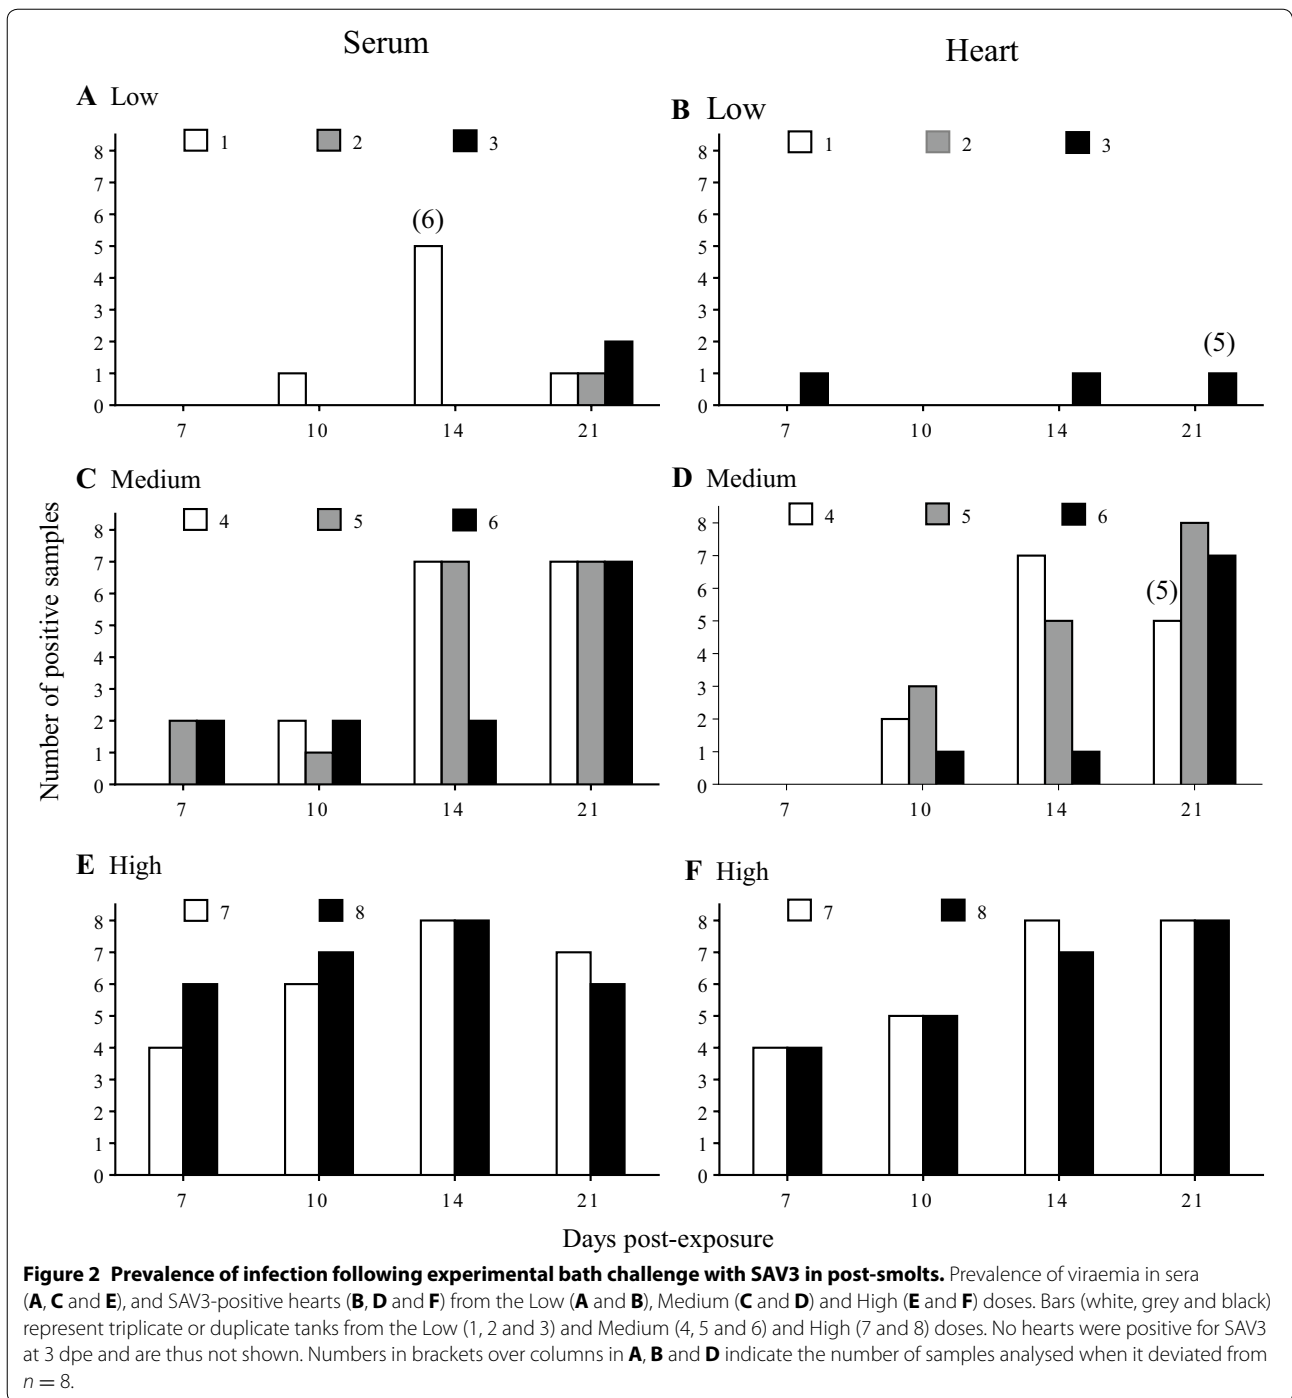 Serum
Heart
A Low
1 2 3
8
7
6
5
4
3
2
1
0
(6)
7 10 14 21
B Low
1 2 3
8
7
6
5
4
3
2
1
0
(5)
7 10 14 21
Number of positive samples
C Medium
4 5 6
8
7
6
5
4
3
2
1
0
7 10 14 21
D Medium
4 5 6
8
7
6
5
4
3
2
1
0
(5)
7 10 14 21
E High
7 8
8
7
6
5
4
3
2
1
0
7 10 14 21
F High
7 8
8
7
6
5
4
3
2
1
0
7 10 14 21
Days post-exposure
Figure 2 Prevalence of infection following experimental bath challenge with SAV3 in post-smolts. Prevalence of viraemia in sera
(A, C and E), and SAV3-positive hearts (B, D and F) from the Low (A and B), Medium (C and D) and High (E and F) doses. Bars (white, grey and black)
represent triplicate or duplicate tanks from the Low (1, 2 and 3) and Medium (4, 5 and 6) and High (7 and 8) doses. No hearts were positive for SAV3
at 3 dpe and are thus not shown. Numbers in brackets over columns in A, B and D indicate the number of samples analysed when it deviated from
n = 8.